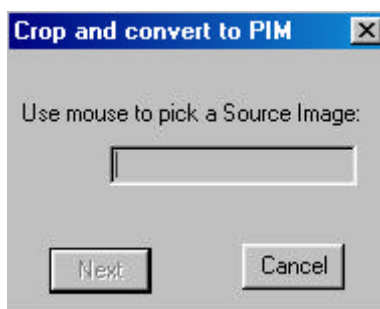 Crop and convert to PIM
Use mouse to pick a Source Image:
Next
Cancel